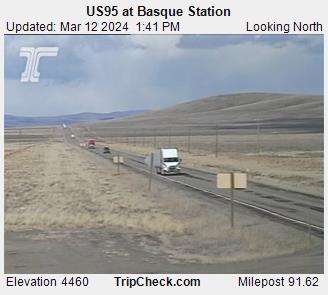 US95 at Basque Station
Updated: Mar 12 2024 1:41 PM Looking North
Elevation 4460 TripCheck.com Milepost 91.62